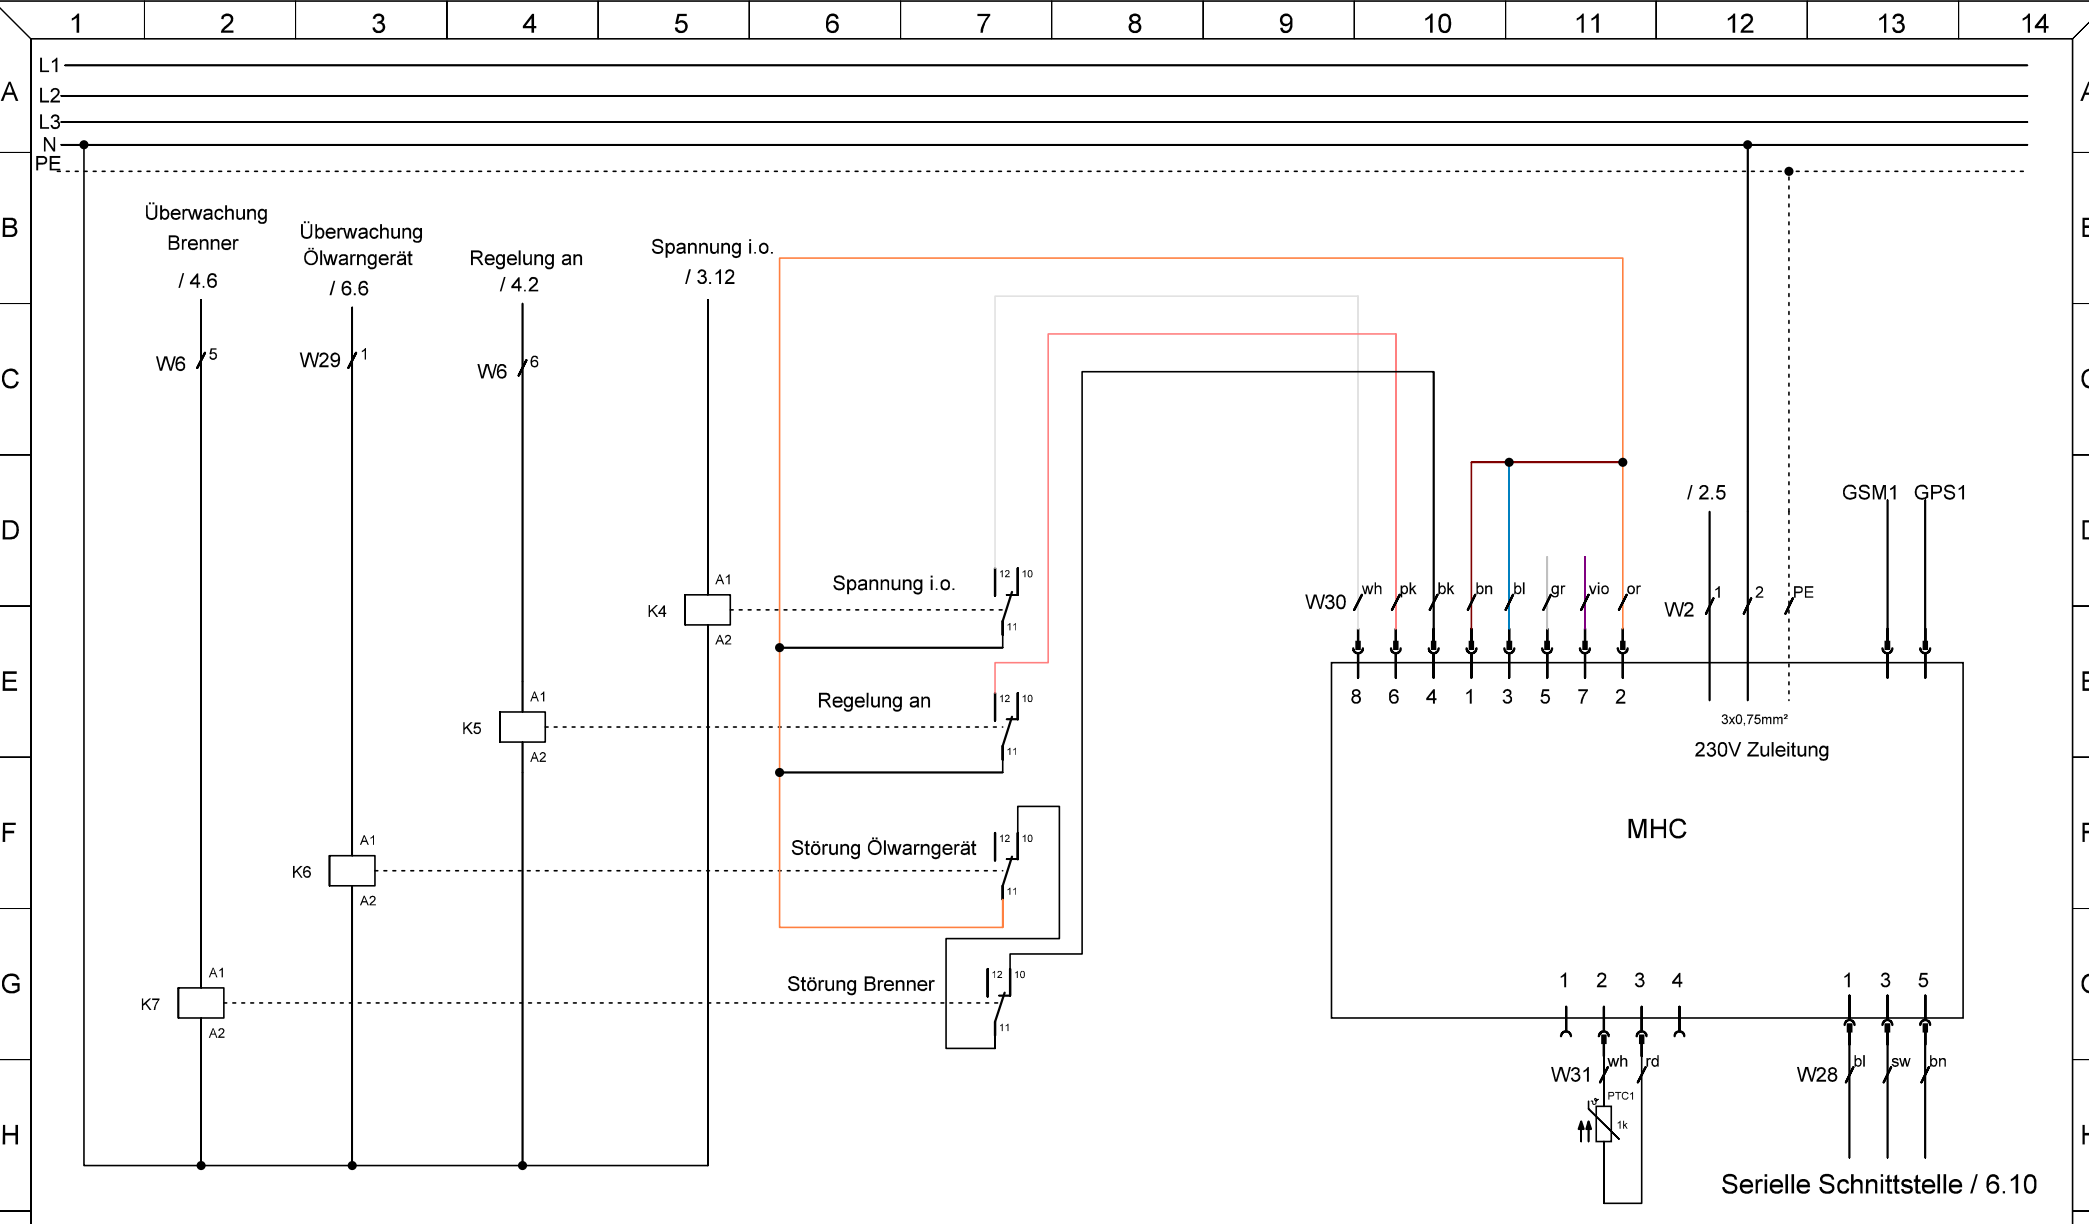 1 2 3 4 5 6 7 8 9 10 11 12 13 14
A
L1
L2
L3
N
PE
B
Überwachung
Brenner
/ 4.6
Überwachung
Ölwarngerät
/ 6.6
Regelung an
/ 4.2
Spannung i.o.
/ 3.12
C
W6 5
W29 1
W6 6
D
/ 2.5
GSM1 GPS1
Spannung i.o.
12 10
11
K4
A1
A2
W30 wh pk bk bn bl gr vio or
W2 1 2 PE
E
8 6 4 1 3 5 7 2
3x0,75mm²
230V Zuleitung
K5
A1
A2
Regelung an
12 10
11
F
MHC
K6
A1
A2
Störung Ölwarngerät
12 10
11
G
K7
A1
A2
Störung Brenner
12 10
11
1 2 3 4
1 3 5
W31 wh rd
W28 bl sw bn
PTC1
1k
H
Serielle Schnittstelle / 6.10